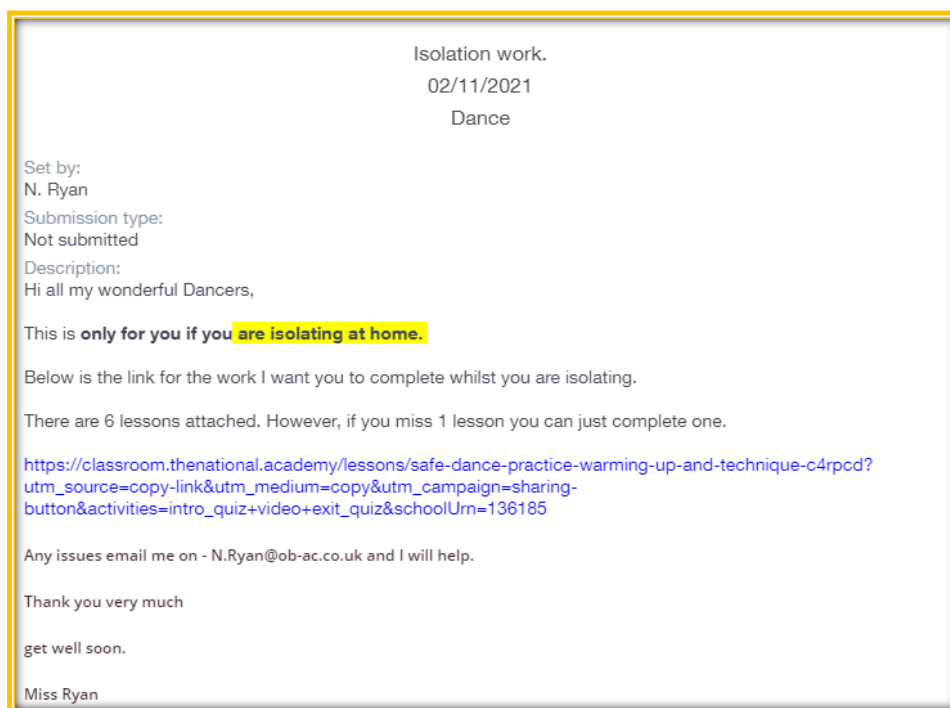 Isolation work.
02/11/2021
Dance
Set by:
N. Ryan
Submission type:
Not submitted
Description:
Hi all my wonderful Dancers,
This is only for you if you are isolating at home.
Below is the link for the work I want you to complete whilst you are isolating.
There are 6 lessons attached. However, if you miss 1 lesson you can just complete one.
https://classroom.thenational.academy/lessons/safe-dance-practice-warming-up-and-technique-c4rpcd?
utm_source=copy-link&utm_medium=copy&utm_campaign=sharing-
button&activities=intro_quiz+video+exit_quiz&schoolUrn=136185
Any issues email me on - N.Ryan@ob-ac.co.uk and I will help.
Thank you very much
get well soon.
Miss Ryan